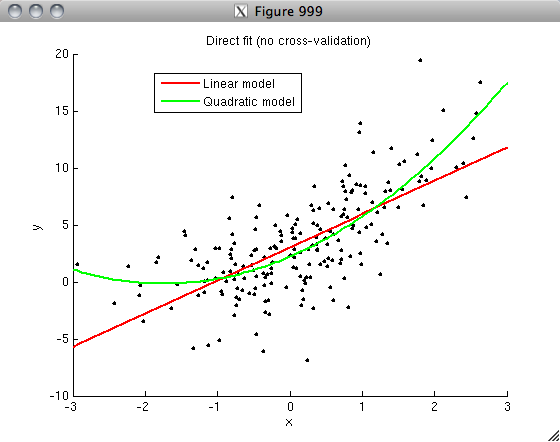 Figure 999
Direct fit (no cross-validation)
Linear model
Quadratic model
20
15
10
5
0
-5
-10
y
-3
-2
-1
0
1
2
3
x